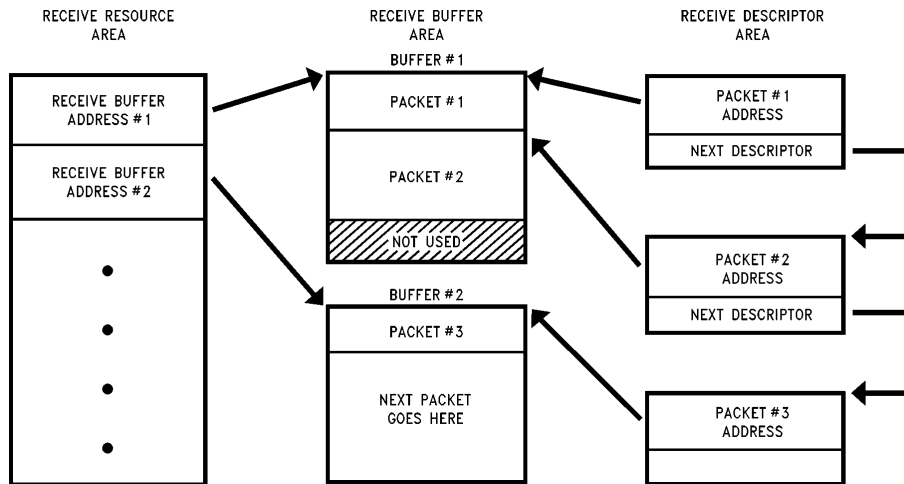 RECEIVE RESOURCE
AREA
RECEIVE BUFFER
AREA
RECEIVE DESCRIPTOR
AREA
RECEIVE BUFFER
ADDRESS #1
RECEIVE BUFFER
ADDRESS #2
BUFFER #1
PACKET #1
PACKET #2
NOT USED
BUFFER #2
PACKET #3
NEXT PACKET
GOES HERE
PACKET #1
ADDRESS
NEXT DESCRIPTOR
PACKET #2
ADDRESS
NEXT DESCRIPTOR
PACKET #3
ADDRESS